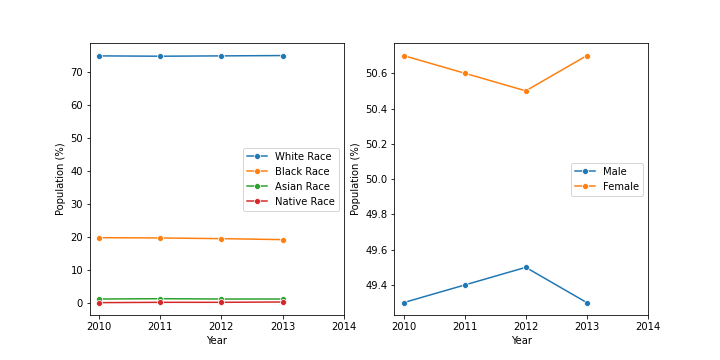 70
60
50
40
30
20
10
0
Population (%)
2010 2011 2012 2013 2014
Year
White Race
Black Race
Asian Race
Native Race
50.6
50.4
50.2
50.0
49.8
49.6
49.4
Population (%)
2010 2011 2012 2013 2014
Year
Male
Female